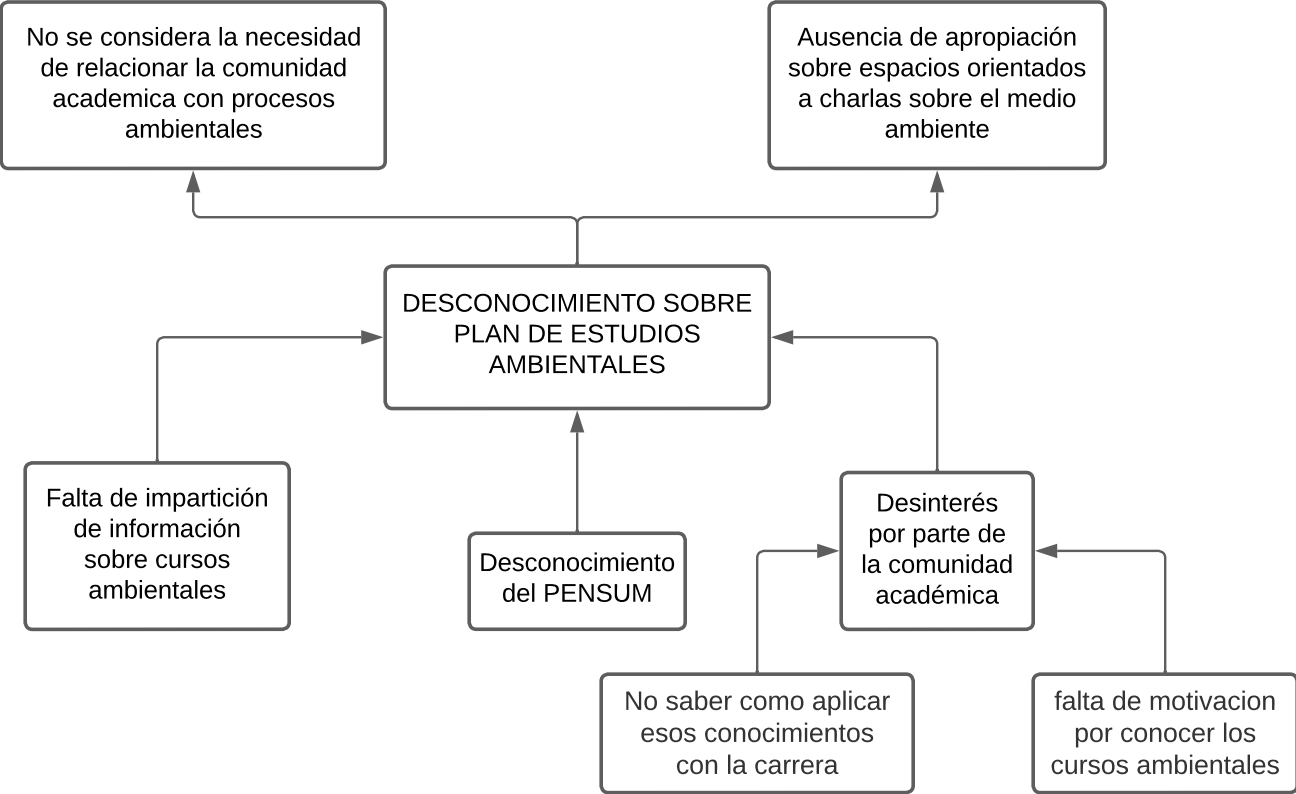 No se considera la necesidad
de relacionar la comunidad
academica con procesos
ambientales
Ausencia de apropiación
sobre espacios orientados
a charlas sobre el medio
ambiente
DESCONOCIMIENTO SOBRE
PLAN DE ESTUDIOS
AMBIENTALES
Falta de impartición
de información
sobre cursos
ambientales
Desconocimiento
del PENSUM
Desinterés
por parte de
la comunidad
académica
No saber como aplicar
esos conocimientos
con la carrera
falta de motivacion
por conocer los
cursos ambientales